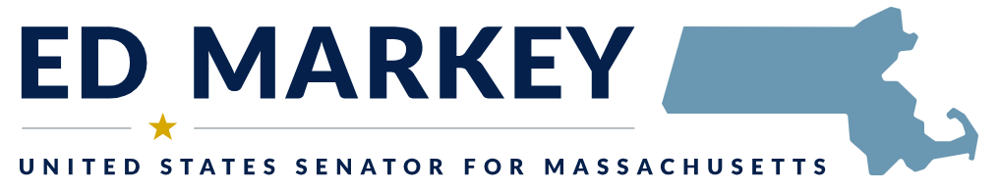 ED MARKEY
UNITED STATES SENATOR FOR MASSACHUSETTS